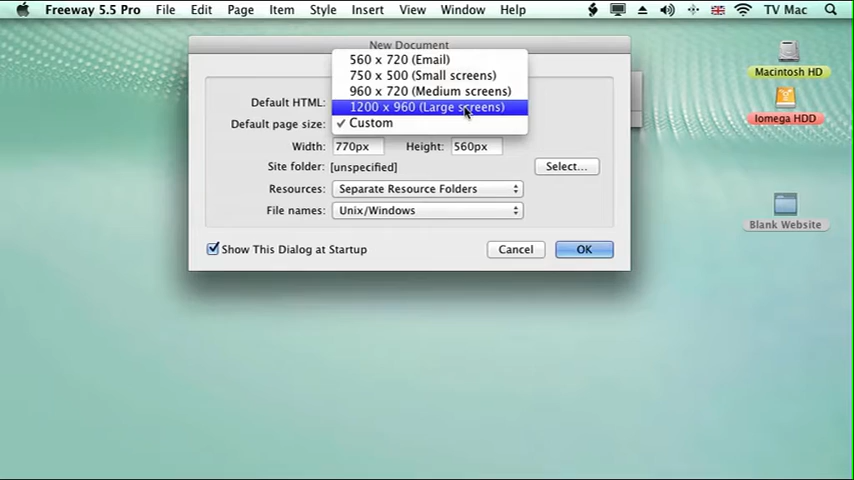 Freeway 5.5 Pro File Edit Page Item Style Insert View Window Help TV Mac
New Document
560 x 720 (Email)
750 x 500 (Small screens)
960 x 720 (Medium screens)
Default HTML:
1200 x 960 (Large screens)
Default page size:
✓ Custom
Width: 770px Height: 560px
Site folder: [unspecified] Select...
Resources: Separate Resource Folders
File names: Unix/Windows
Show This Dialog at Startup Cancel OK
Macintosh HD
Iomega HDD
Blank Website